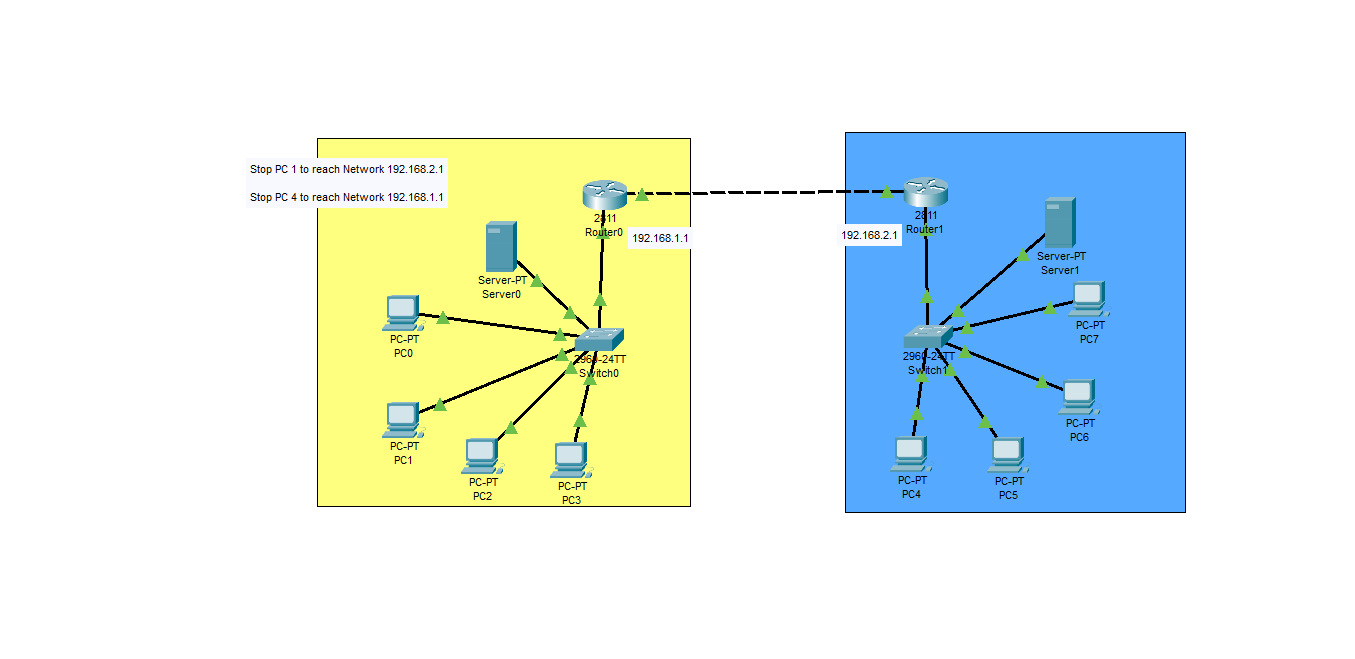 Stop PC 1 to reach Network 192.168.2.1
Stop PC 4 to reach Network 192.168.1.1
2811
Router0
192.168.1.1
Server-PT
Server0
PC-PT
PC0
2960-24TT
Switch0
PC-PT
PC1
PC-PT
PC2
PC-PT
PC3
2811
Router1
192.168.2.1
Server-PT
Server1
PC-PT
PC7
2960-24TT
Switch1
PC-PT
PC6
PC-PT
PC4
PC-PT
PC5